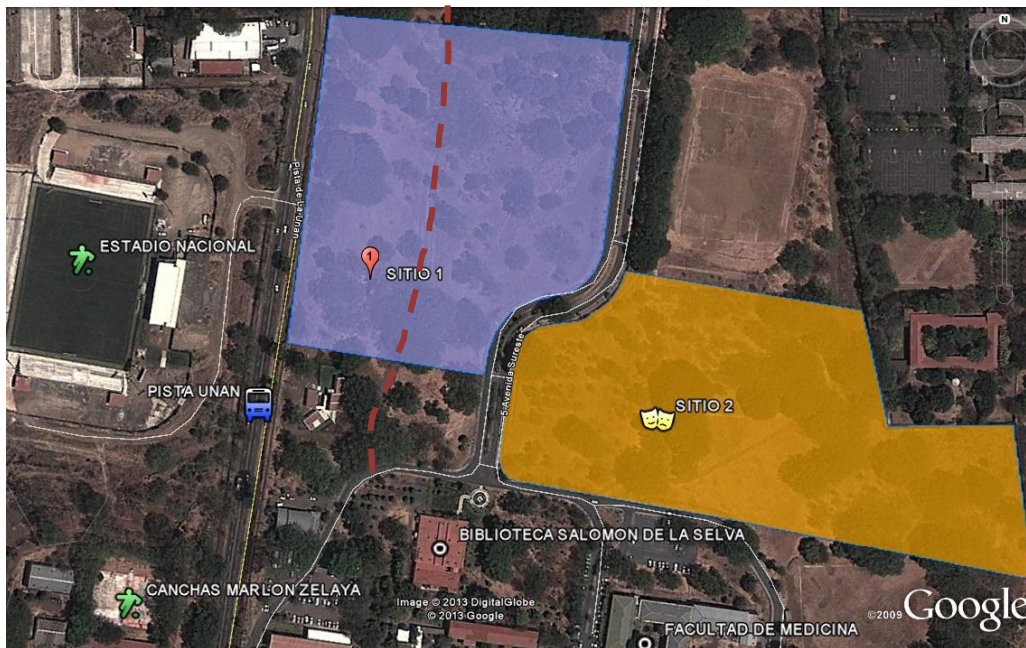 N
Pista de La Unan
ESTADIO NACIONAL
1
SITIO 1
5 Avenida Sureste
PISTA UNAN
SITIO 2
BIBLIOTECA SALOMON DE LA SELVA
CANCHAS MARLON ZELAYA
Image © 2013 DigitalGlobe
© 2013 Google
©2009 Google
FACULTAD DE MEDICINA